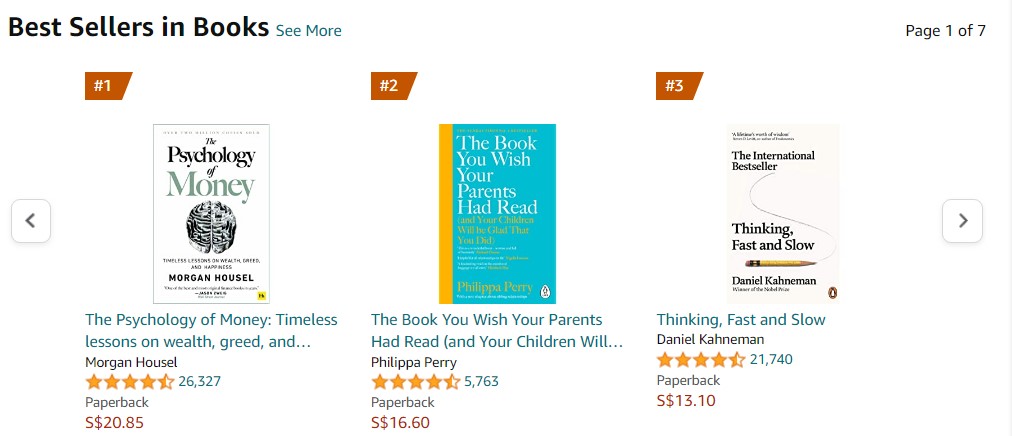 Best Sellers in Books See More
Page 1 of 7
#1
OVER TWO MILLION COPIES SOLD
The
Psychology
of
Money
TIMELESS LESSONS ON WEALTH, GREED,
AND HAPPINESS
MORGAN HOUSEL
The Psychology of Money: Timeless
lessons on wealth, greed, and…
Morgan Housel
26,327
Paperback
S$20.85
#2
The Book
You Wish
Your
Parents
Had Read
(and Your Children
Will be Glad That
You Did)
Philippa Perry
The Book You Wish Your Parents
Had Read (and Your Children Will…
Philippa Perry
5,763
Paperback
S$16.60
#3
'A lifetime's worth of wisdom'
The International
Bestseller
Thinking,
Fast and Slow
Daniel Kahneman
Winner of the Nobel Prize
Thinking, Fast and Slow
Daniel Kahneman
21,740
Paperback
S$13.10